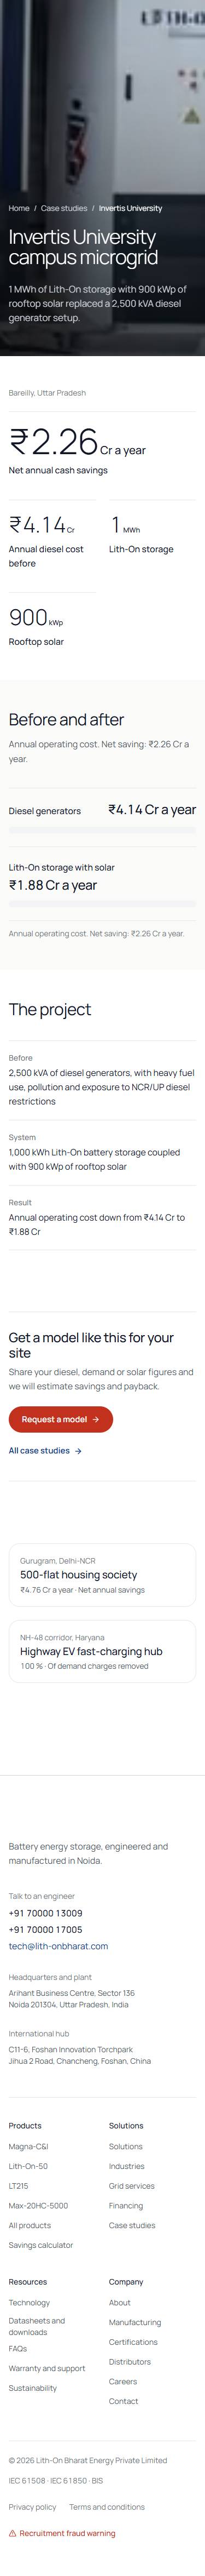 Home / Case studies / Invertis University
Invertis University
campus microgrid
1 MWh of Lith-On storage with 900 kWp of
rooftop solar replaced a 2,500 kVA diesel
generator setup.
Bareilly, Uttar Pradesh
₹2.26 Cr a year
Net annual cash savings
₹4.14 Cr
Annual diesel cost
before
1 MWh
Lith-On storage
900 kWp
Rooftop solar
Before and after
Annual operating cost. Net saving: ₹2.26 Cr a
year.
Diesel generators ₹4.14 Cr a year
Lith-On storage with solar
₹1.88 Cr a year
Annual operating cost. Net saving: ₹2.26 Cr a year.
The project
Before
2,500 kVA of diesel generators, with heavy fuel
use, pollution and exposure to NCR/UP diesel
restrictions
System
1,000 kWh Lith-On battery storage coupled
with 900 kWp of rooftop solar
Result
Annual operating cost down from ₹4.14 Cr to
₹1.88 Cr
Get a model like this for your
site
Share your diesel, demand or solar figures and
we will estimate savings and payback.
Request a model →
All case studies →
Gurugram, Delhi-NCR
500-flat housing society
₹4.76 Cr a year · Net annual savings
NH-48 corridor, Haryana
Highway EV fast-charging hub
100 % · Of demand charges removed
Battery energy storage, engineered and
manufactured in Noida.
Talk to an engineer
+91 70000 13009
+91 70000 17005
tech@lith-onbharat.com
Headquarters and plant
Arihant Business Centre, Sector 136
Noida 201304, Uttar Pradesh, India
International hub
C11-6, Foshan Innovation Torchpark
Jihua 2 Road, Chancheng, Foshan, China
Products
Magna-C&I
Lith-On-50
LT215
Max-20HC-5000
All products
Savings calculator
Solutions
Solutions
Industries
Grid services
Financing
Case studies
Resources
Technology
Datasheets and
downloads
FAQs
Warranty and support
Sustainability
Company
About
Manufacturing
Certifications
Distributors
Careers
Contact
© 2026 Lith-On Bharat Energy Private Limited
IEC 61508 · IEC 61850 · BIS
Privacy policy Terms and conditions
Recruitment fraud warning